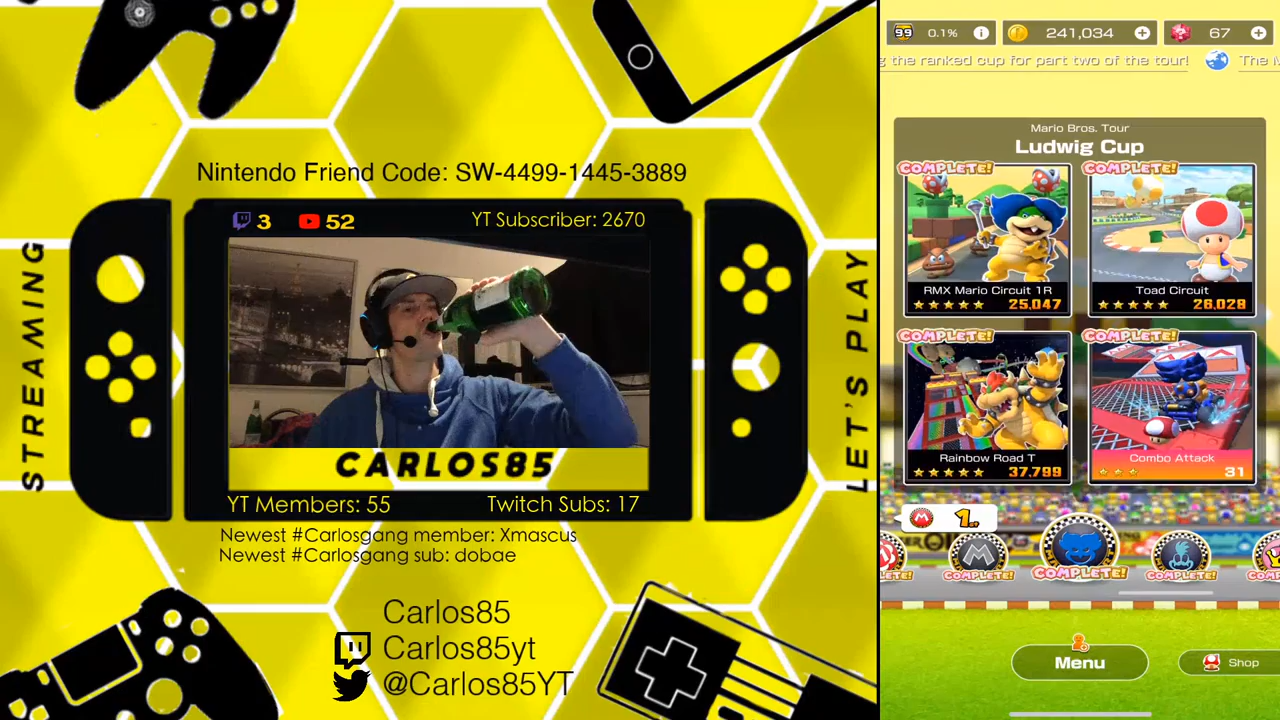 Nintendo Friend Code: SW-4499-1445-3889
3
52
YT Subscriber: 2670
STREAMING
LET'S PLAY
CARLOS85
YT Members: 55
Twitch Subs: 17
Newest #Carlosgang member: Xmascus
Newest #Carlosgang sub: dobae
Carlos85
Carlos85yt
@Carlos85YT
99
0.1%
241,034
67
the ranked cup for part two of the tour!
Mario Bros. Tour
Ludwig Cup
COMPLETE!
RMX Mario Circuit 1R
25,047
COMPLETE!
Toad Circuit
26,029
COMPLETE!
Rainbow Road T
37,799
COMPLETE!
Combo Attack
31
1st
COMPLETE!
COMPLETE!
COMPLETE!
Menu
Shop